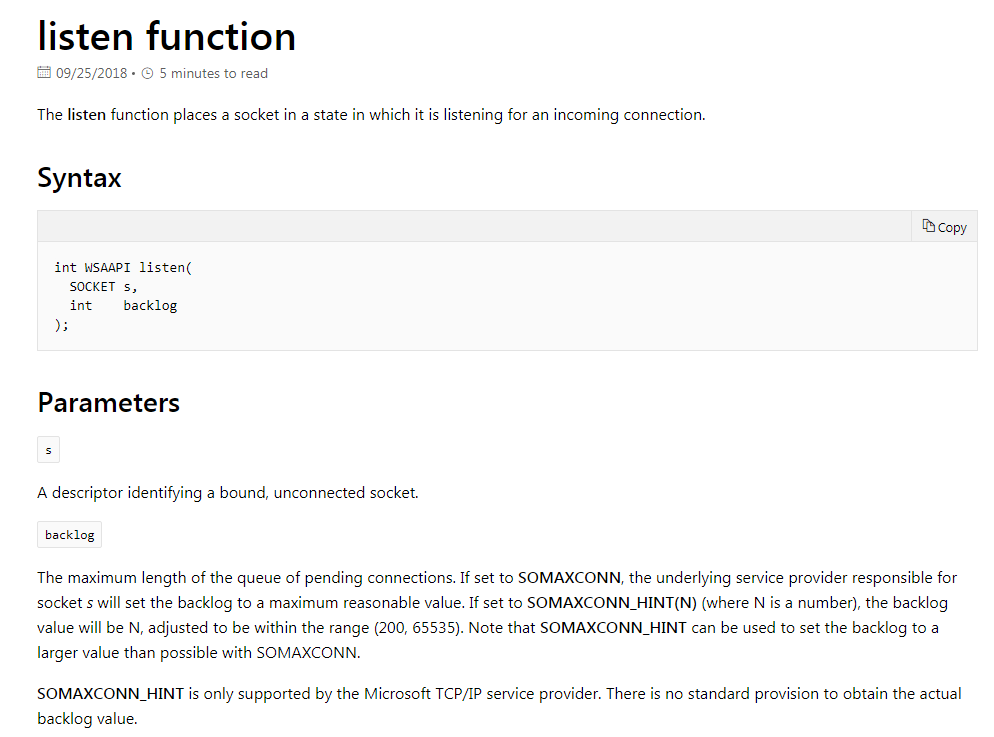 listen function
09/25/2018 • 5 minutes to read
The listen function places a socket in a state in which it is listening for an incoming connection.
Syntax
Copy
int WSAAPI listen(
  SOCKET s,
  int    backlog
);
Parameters
s
A descriptor identifying a bound, unconnected socket.
backlog
The maximum length of the queue of pending connections. If set to SOMAXCONN, the underlying service provider responsible for
socket s will set the backlog to a maximum reasonable value. If set to SOMAXCONN_HINT(N) (where N is a number), the backlog
value will be N, adjusted to be within the range (200, 65535). Note that SOMAXCONN_HINT can be used to set the backlog to a
larger value than possible with SOMAXCONN.
SOMAXCONN_HINT is only supported by the Microsoft TCP/IP service provider. There is no standard provision to obtain the actual
backlog value.